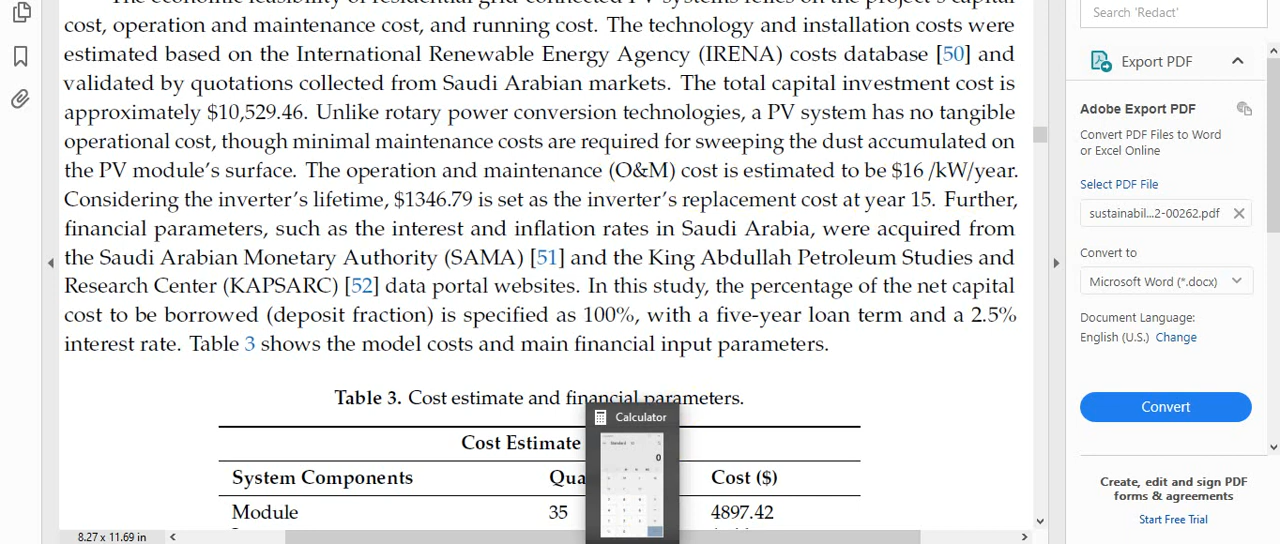 The economic feasibility of residential grid-connected PV systems relies on the project's capital
cost, operation and maintenance cost, and running cost. The technology and installation costs were
estimated based on the International Renewable Energy Agency (IRENA) costs database [50] and
validated by quotations collected from Saudi Arabian markets. The total capital investment cost is
approximately $10,529.46. Unlike rotary power conversion technologies, a PV system has no tangible
operational cost, though minimal maintenance costs are required for sweeping the dust accumulated on
the PV module's surface. The operation and maintenance (O&M) cost is estimated to be $16 /kW/year.
Considering the inverter's lifetime, $1346.79 is set as the inverter's replacement cost at year 15. Further,
financial parameters, such as the interest and inflation rates in Saudi Arabia, were acquired from
the Saudi Arabian Monetary Authority (SAMA) [51] and the King Abdullah Petroleum Studies and
Research Center (KAPSARC) [52] data portal websites. In this study, the percentage of the net capital
cost to be borrowed (deposit fraction) is specified as 100%, with a five-year loan term and a 2.5%
interest rate. Table 3 shows the model costs and main financial input parameters.
Table 3. Cost estimate and financial parameters.
Cost Estimate
System Components Qua Cost ($)
Module 35 4897.42
Calculator
Standard
0
8.27 x 11.69 in
Search 'Redact'
Export PDF
Adobe Export PDF
Convert PDF Files to Word
or Excel Online
Select PDF File
sustainabil...2-00262.pdf
Convert to
Microsoft Word (*.docx)
Document Language:
English (U.S.) Change
Convert
Create, edit and sign PDF
forms & agreements
Start Free Trial